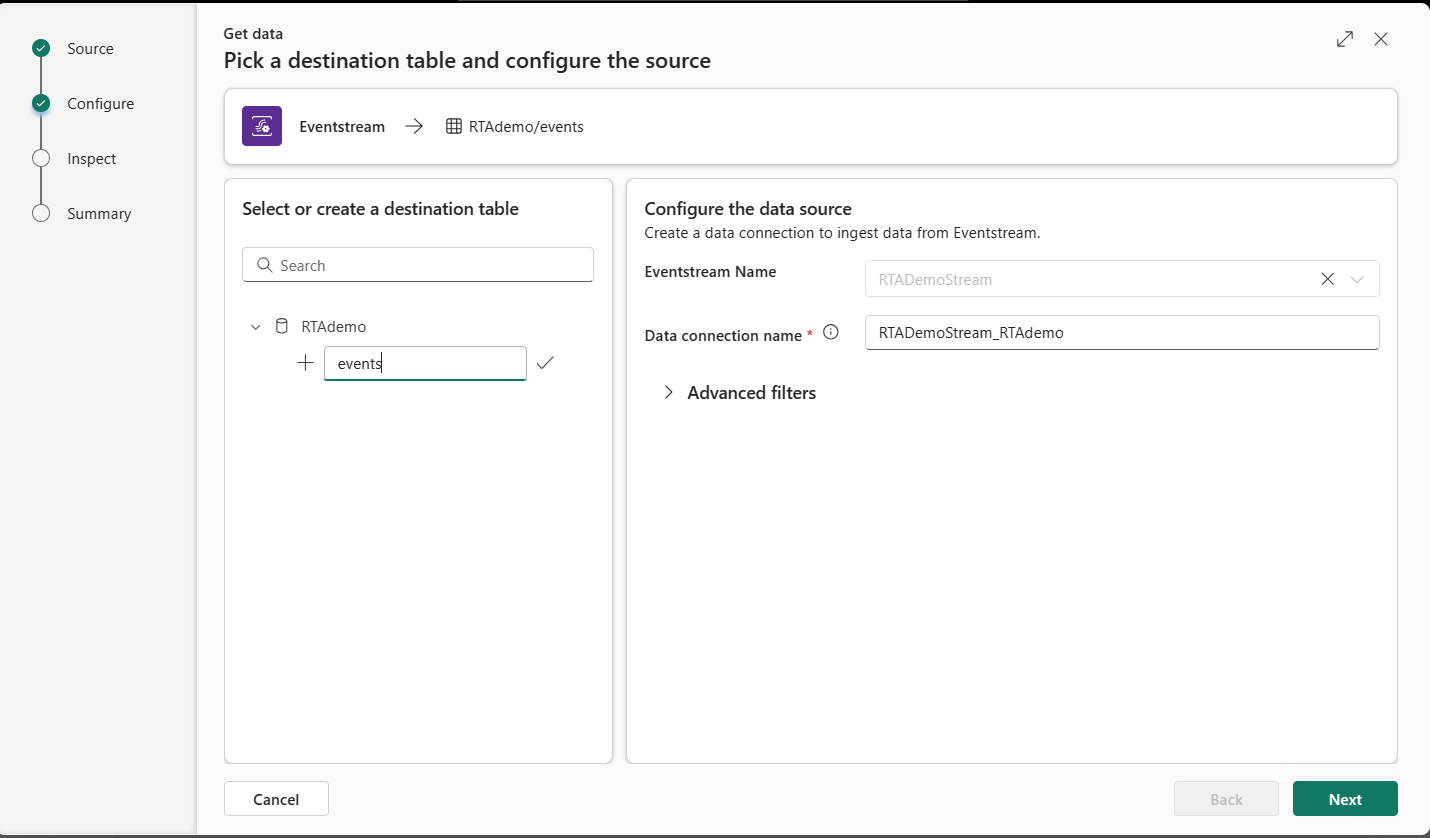 Source
Configure
Inspect
Summary
Get data
Pick a destination table and configure the source
Eventstream
RTAdemo/events
Select or create a destination table
Search
RTAdemo
events
Configure the data source
Create a data connection to ingest data from Eventstream.
Eventstream Name
RTADemoStream
Data connection name *
RTADemoStream_RTAdemo
Advanced filters
Cancel
Back
Next